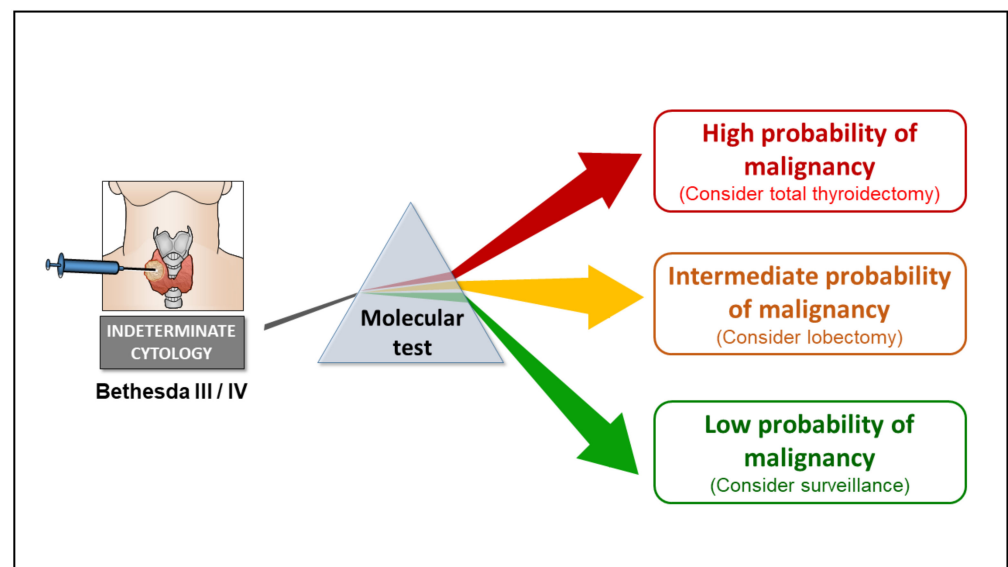 INDETERMINATE
CYTOLOGY
Bethesda III / IV
Molecular
test
High probability of
malignancy
(Consider total thyroidectomy)
Intermediate probability
of malignancy
(Consider lobectomy)
Low probability of
malignancy
(Consider surveillance)